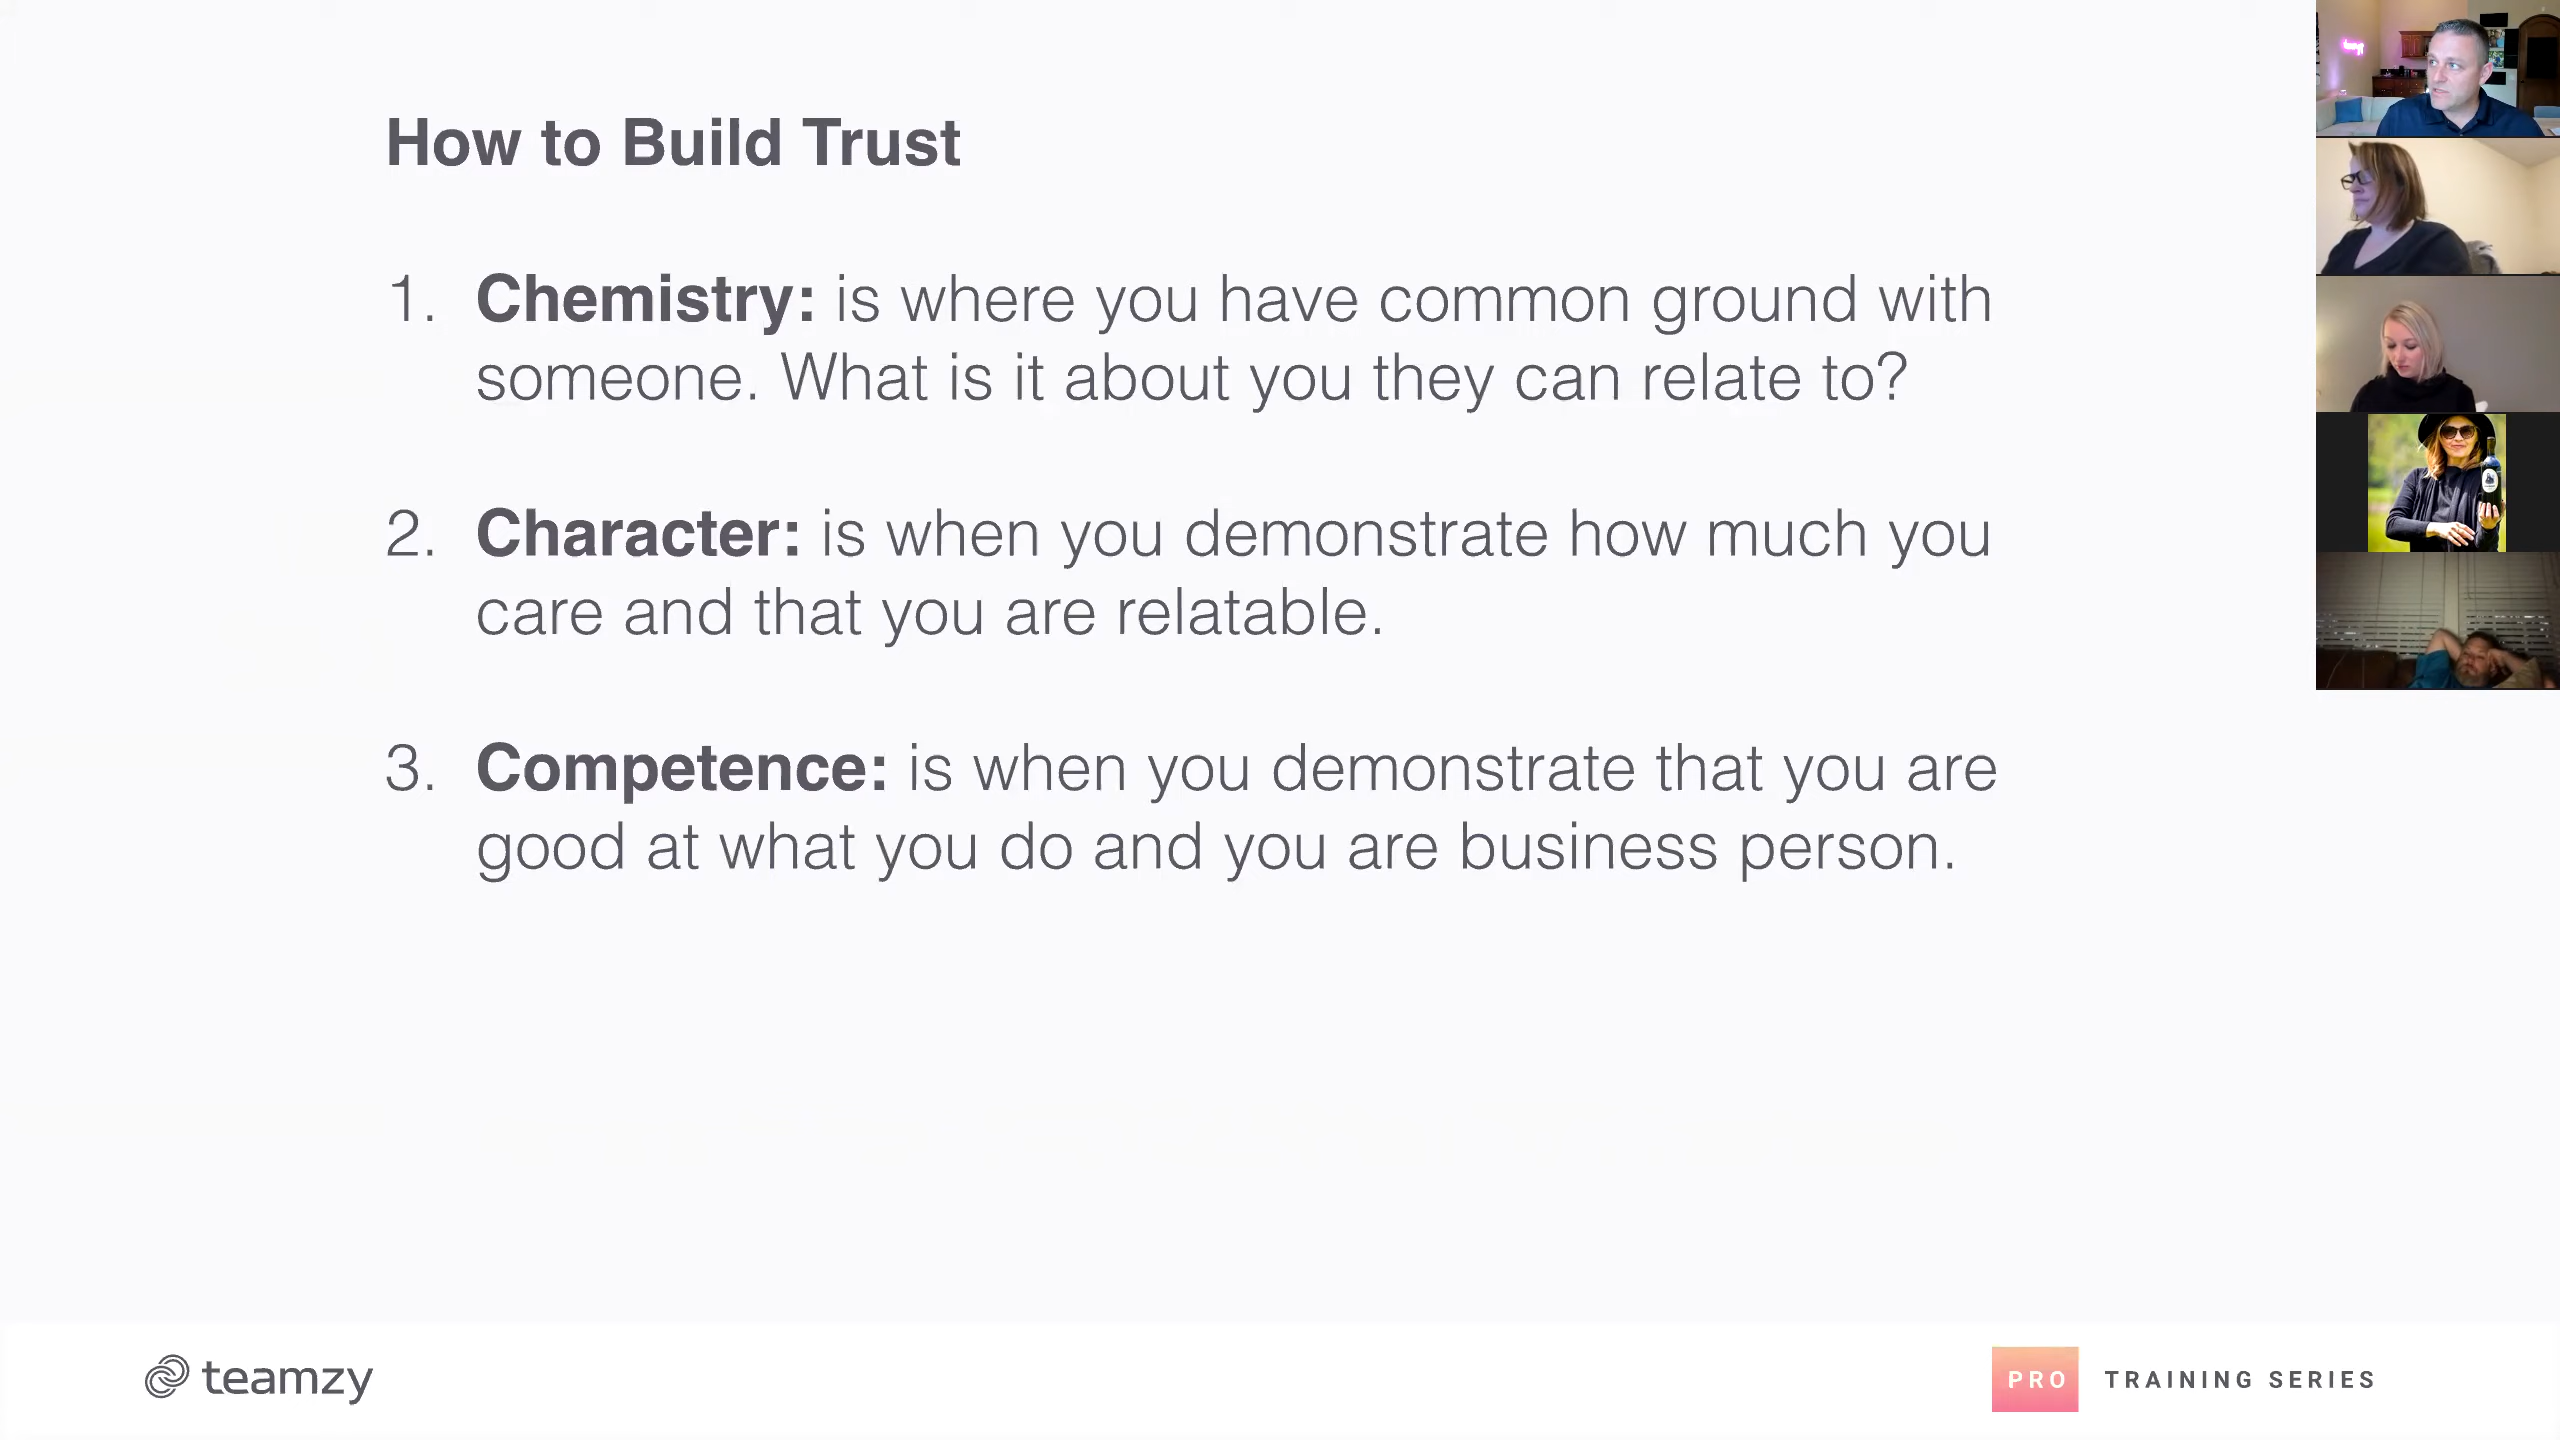 How to Build Trust
1. Chemistry: is where you have common ground with
someone. What is it about you they can relate to?
2. Character: is when you demonstrate how much you
care and that you are relatable.
3. Competence: is when you demonstrate that you are
good at what you do and you are business person.
teamzy
PRO TRAINING SERIES